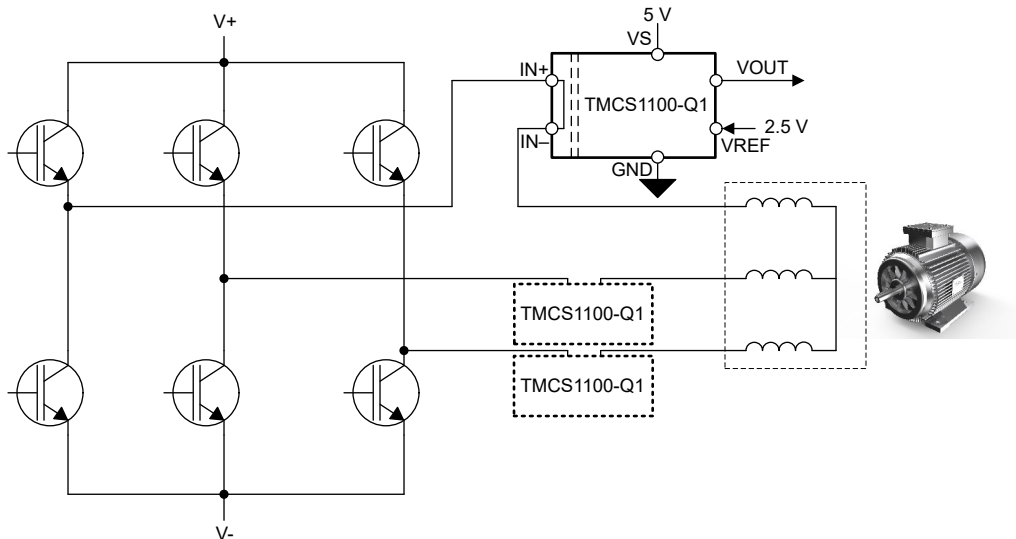 V+
5 V
VS
IN+
VOUT
TMCS1100-Q1
2.5 V
IN–
VREF
GND
TMCS1100-Q1
TMCS1100-Q1
V-